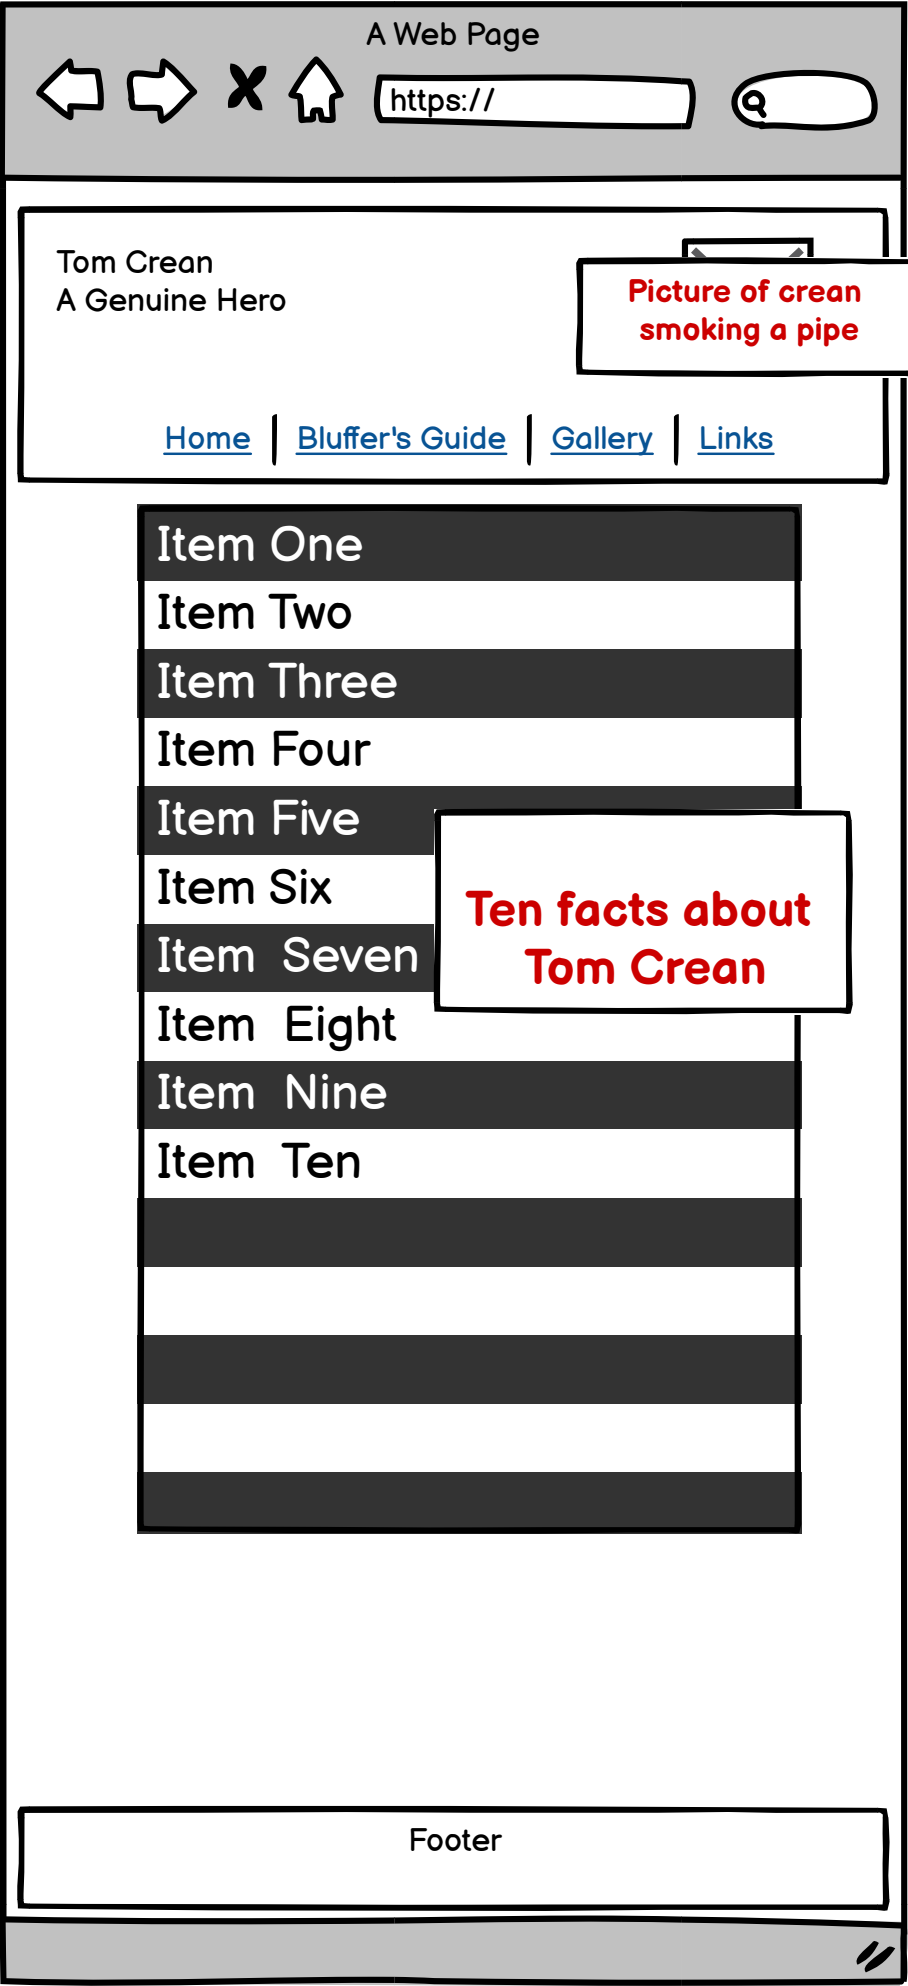 A Web Page
https://
Tom Crean
A Genuine Hero
Picture of crean
smoking a pipe
Home
Bluffer's Guide
Gallery
Links
Item One
Item Two
Item Three
Item Four
Item Five
Item Six
Item Seven
Item Eight
Item Nine
Item Ten
Ten facts about
Tom Crean
Footer